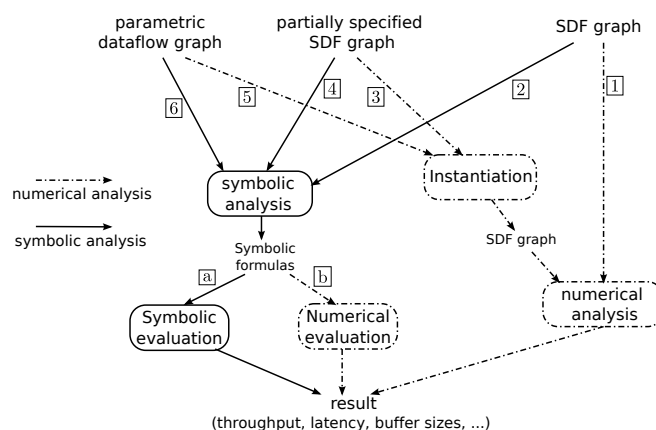 parametric
dataflow graph
partially specified
SDF graph
SDF graph
6
5
4
3
2
1
symbolic
analysis
Instantiation
numerical analysis
symbolic analysis
SDF graph
Symbolic
formulas
a
b
Symbolic
evaluation
Numerical
evaluation
numerical
analysis
result
(throughput, latency, buffer sizes, ...)